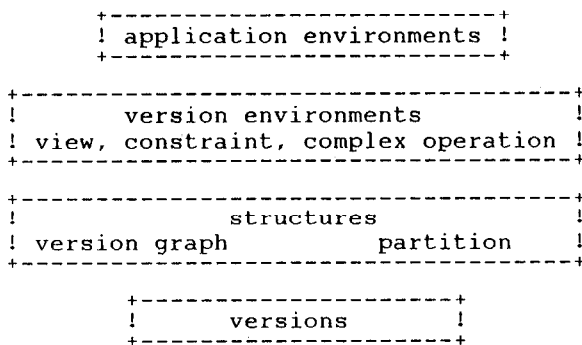 application environments
version environments
view, constraint, complex operation
structures
version graph partition
versions